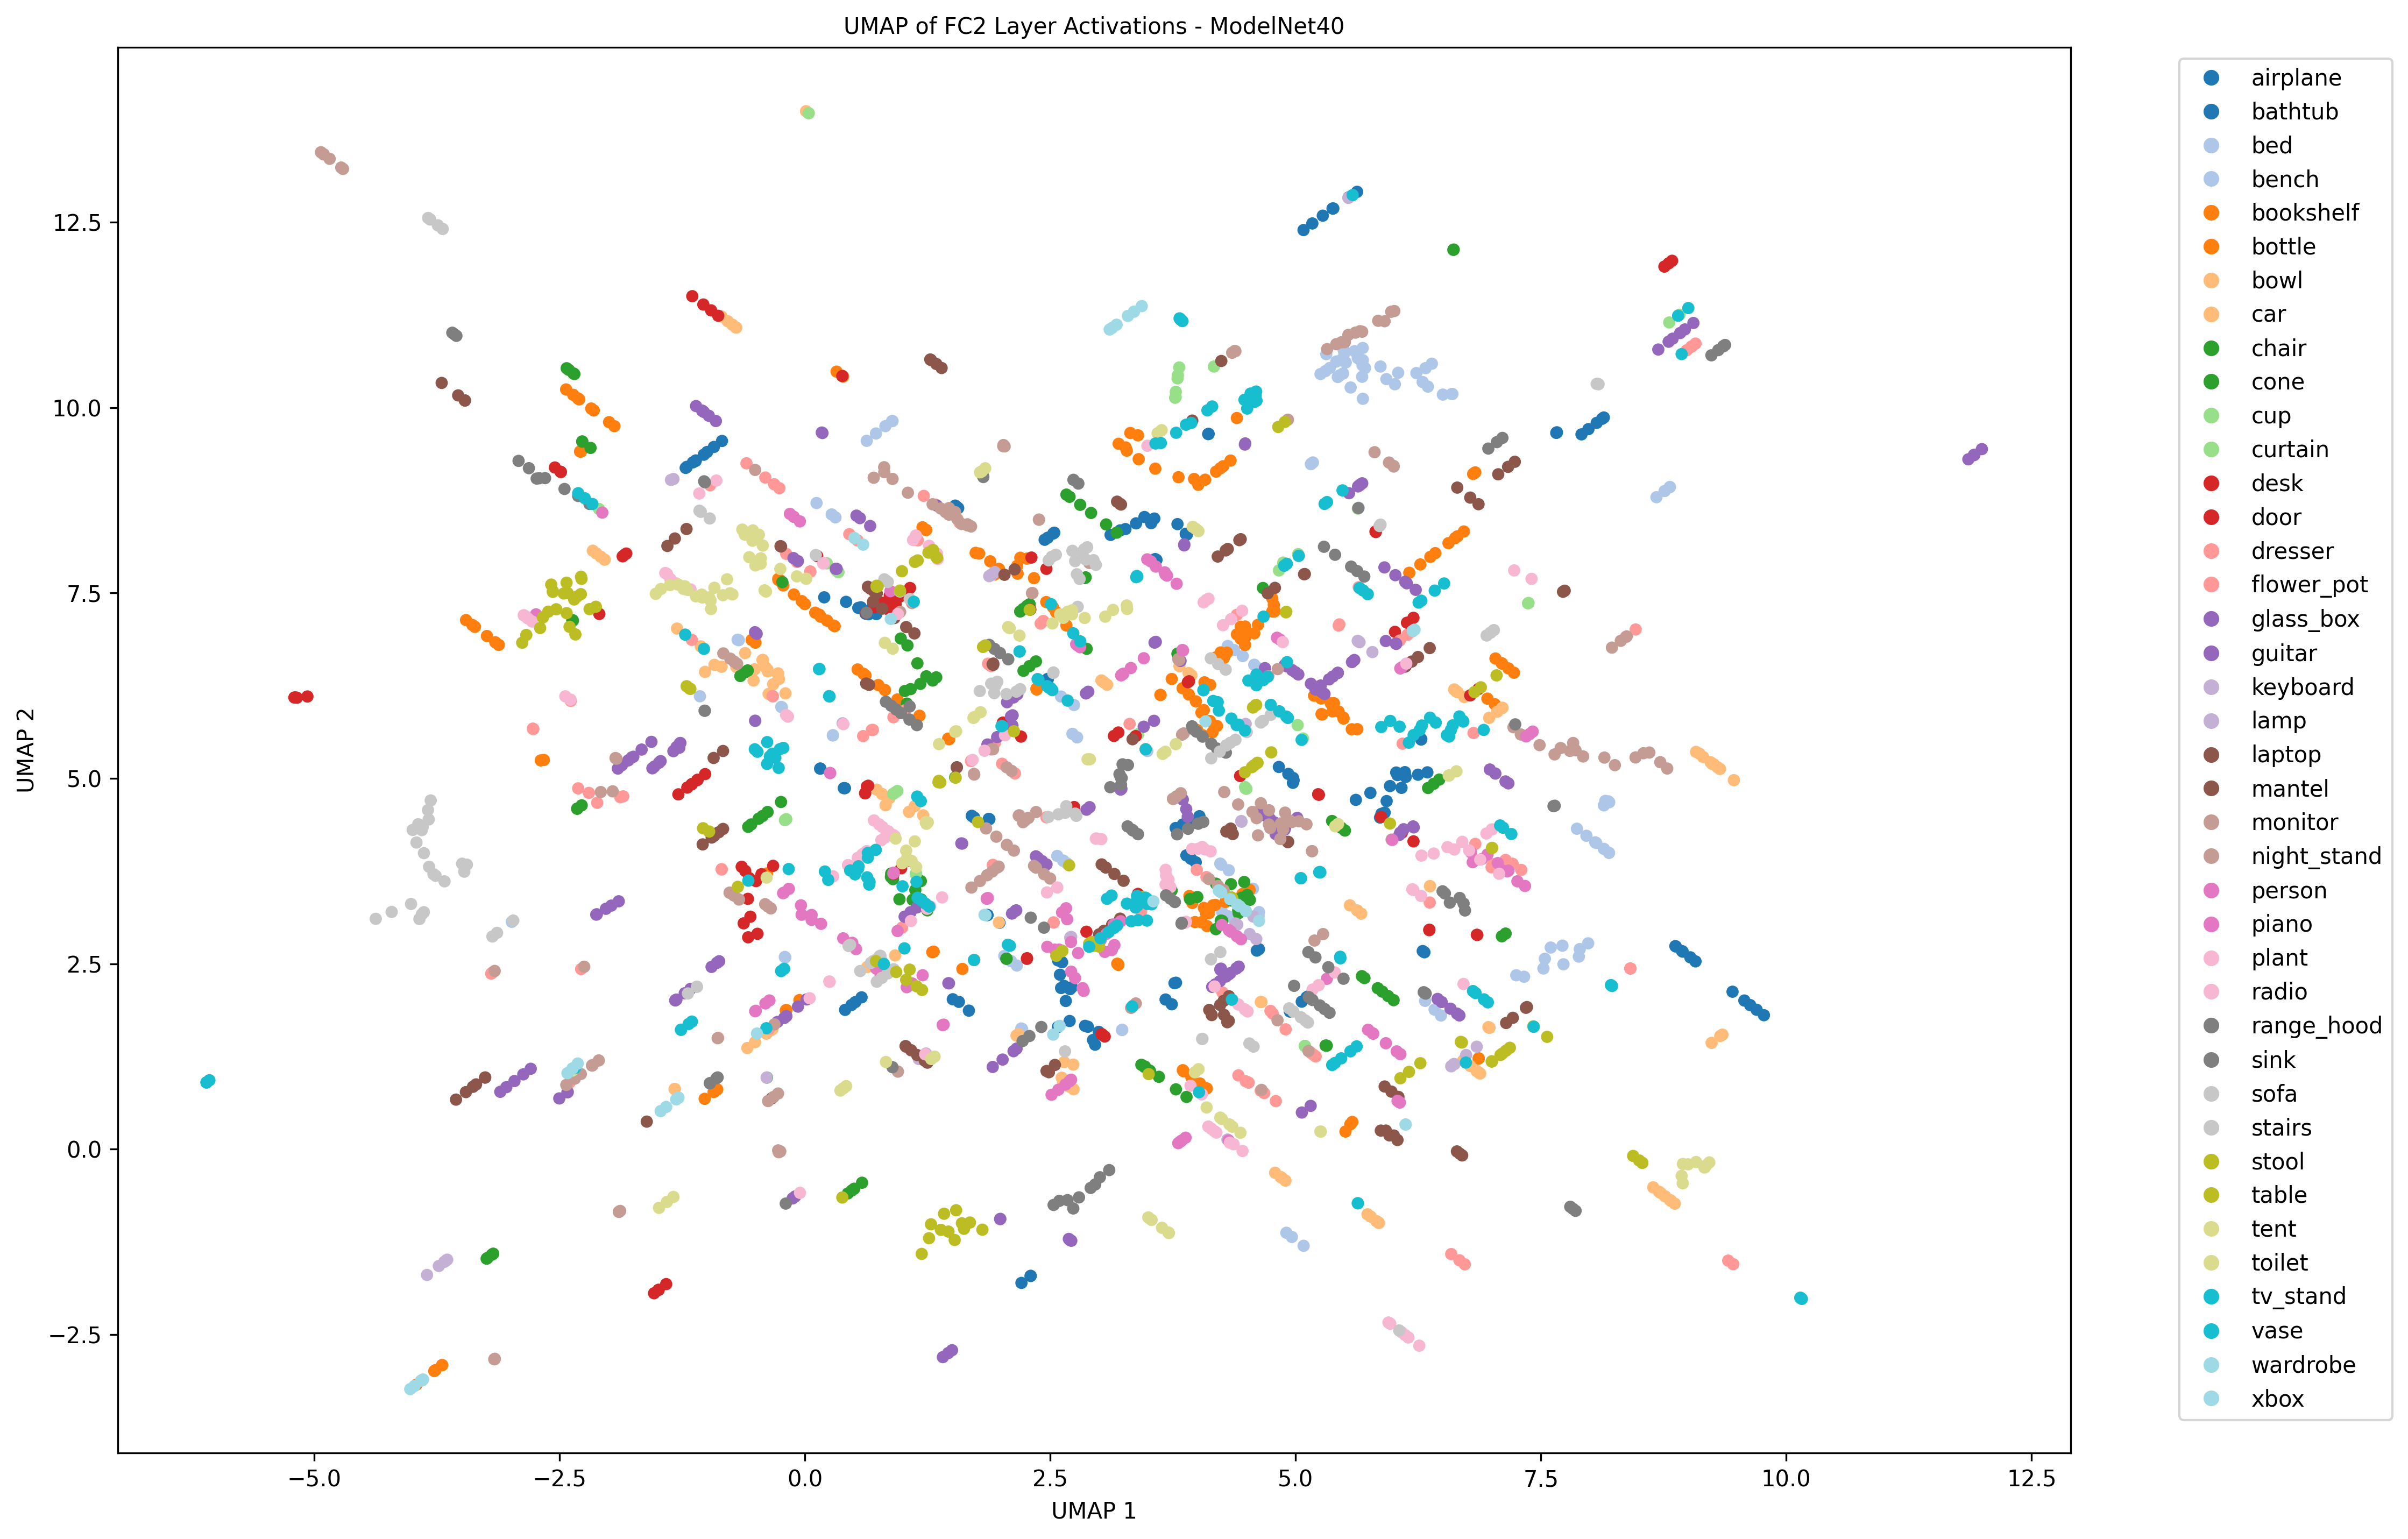 UMAP of FC2 Layer Activations - ModelNet40
UMAP 2
12.5
10.0
7.5
5.0
2.5
0.0
−2.5
−5.0
−2.5
0.0
2.5
5.0
7.5
10.0
12.5
UMAP 1
airplane
bathtub
bed
bench
bookshelf
bottle
bowl
car
chair
cone
cup
curtain
desk
door
dresser
flower_pot
glass_box
guitar
keyboard
lamp
laptop
mantel
monitor
night_stand
person
piano
plant
radio
range_hood
sink
sofa
stairs
stool
table
tent
toilet
tv_stand
vase
wardrobe
xbox